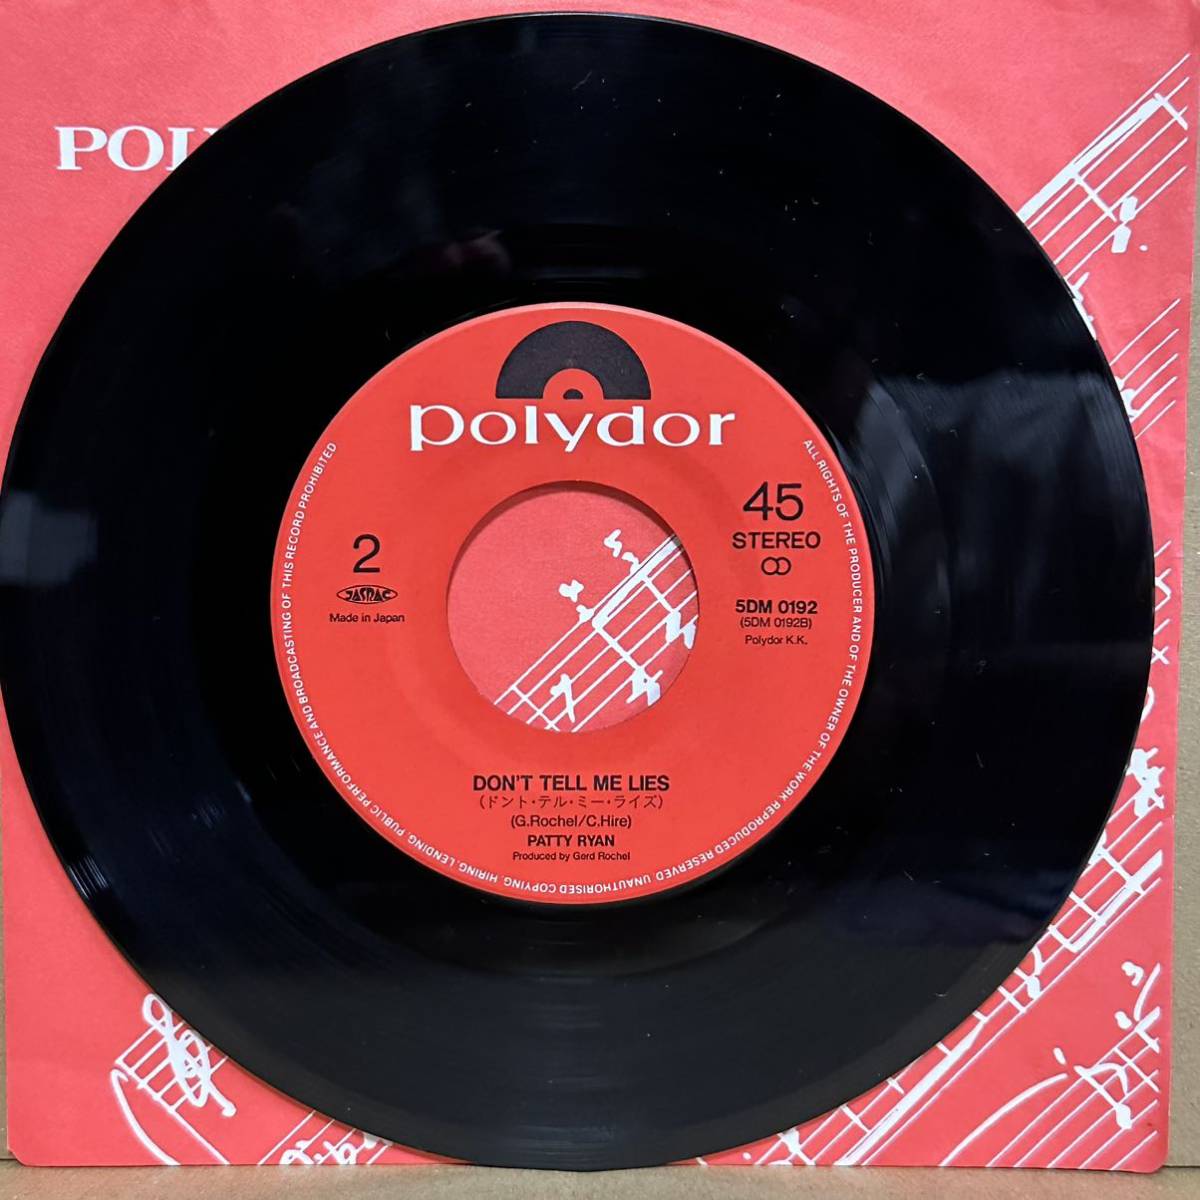 POLY
polydor
45
STEREO
2
JASRAC
Made in Japan
5DM 0192
(5DM 0192B)
Polydor K.K.
DON'T TELL ME LIES
(ドント・テル・ミー・ライズ)
(G.Rochel/C.Hire)
PATTY RYAN
Produced by Gerd Rochel
ALL RIGHTS OF THE PRODUCER AND OF THE OWNER OF THE WORK REPRODUCED RESERVED. UNAUTHORISED COPYING, HIRING, LENDING, PUBLIC PERFORMANCE AND BROADCASTING OF THIS RECORD PROHIBITED